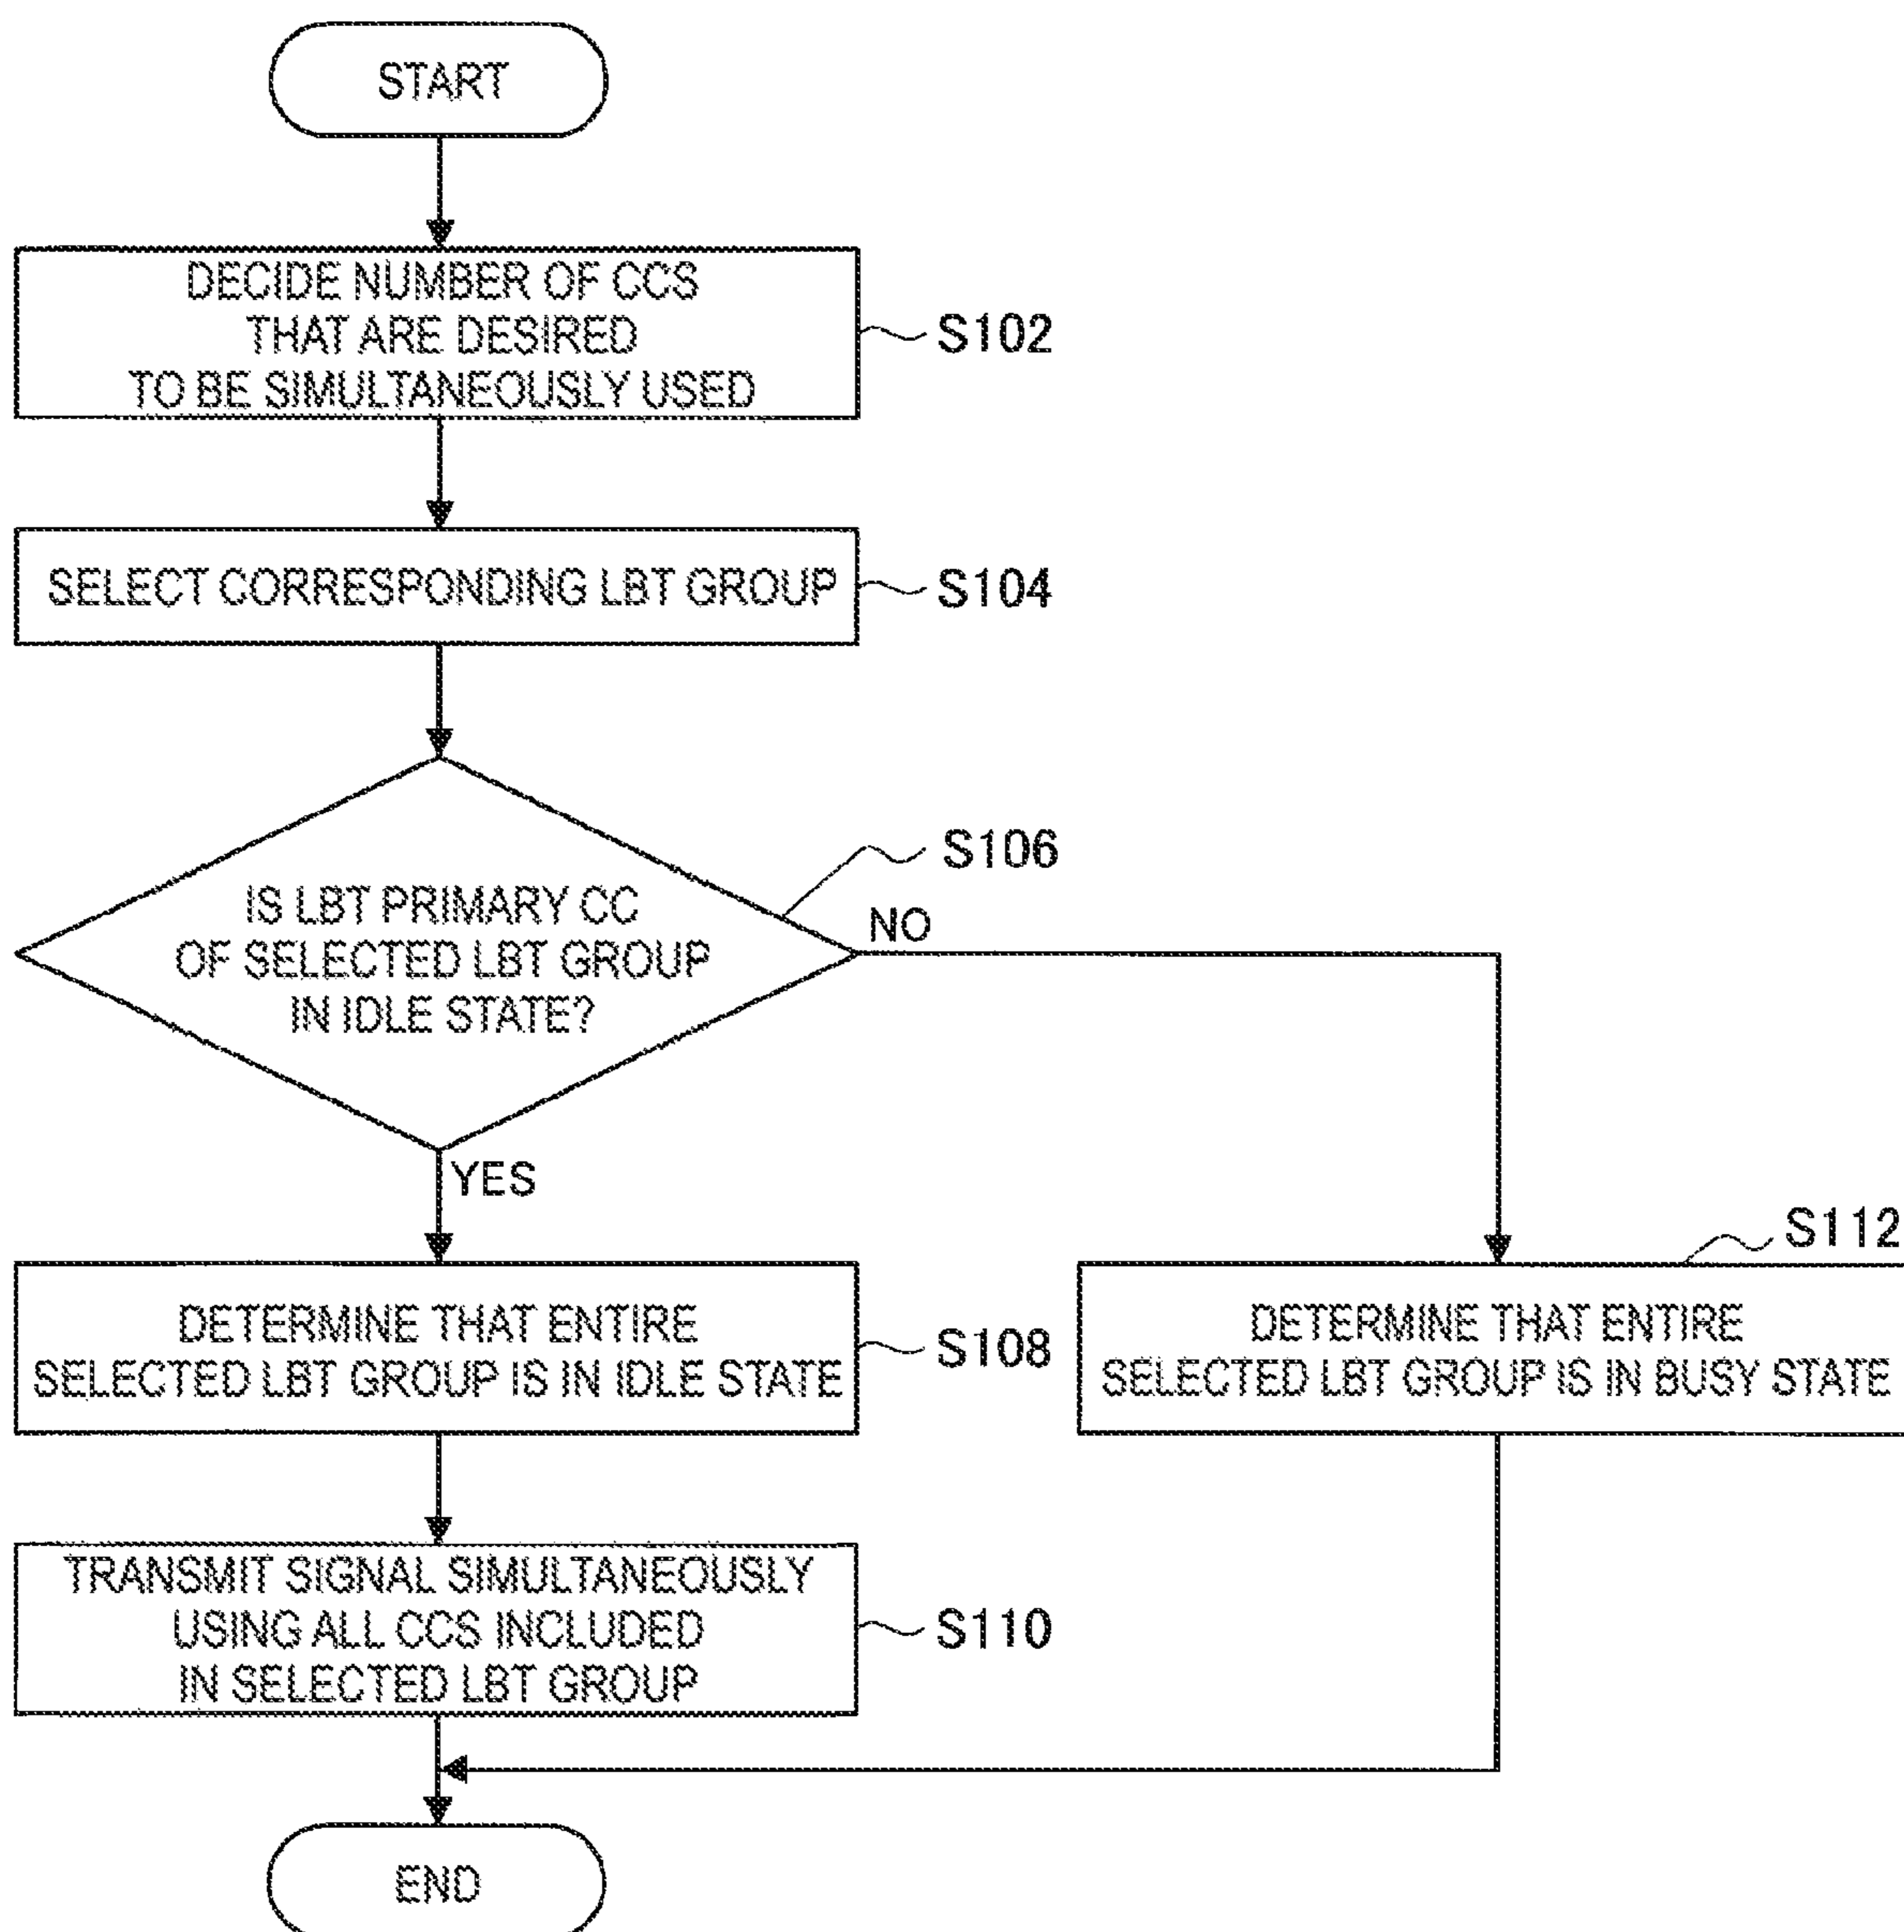 START
DECIDE NUMBER OF CCS
THAT ARE DESIRED
TO BE SIMULTANEOUSLY USED
S102
SELECT CORRESPONDING LBT GROUP
S104
S106
IS LBT PRIMARY CC
OF SELECTED LBT GROUP
IN IDLE STATE?
NO
YES
S112
DETERMINE THAT ENTIRE
SELECTED LBT GROUP IS IN IDLE STATE
S108
DETERMINE THAT ENTIRE
SELECTED LBT GROUP IS IN BUSY STATE
TRANSMIT SIGNAL SIMULTANEOUSLY
USING ALL CCS INCLUDED
IN SELECTED LBT GROUP
S110
END